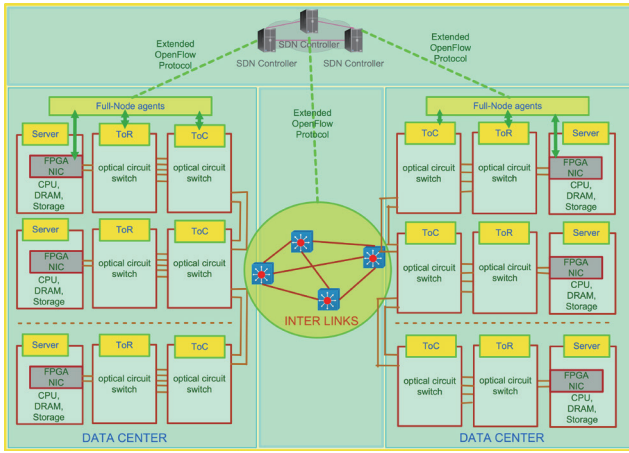 SDN Controller
SDN Controller
SDN Controller
Extended
OpenFlow
Protocol
Extended
OpenFlow
Protocol
Extended
OpenFlow
Protocol
Full-Node agents
Server
ToR
ToC
FPGA
NIC
CPU,
DRAM,
Storage
optical circuit
switch
optical circuit
switch
Server
ToR
ToC
FPGA
NIC
CPU,
DRAM,
Storage
optical circuit
switch
optical circuit
switch
Server
ToR
ToC
FPGA
NIC
CPU,
DRAM,
Storage
optical circuit
switch
optical circuit
switch
DATA CENTER
INTER LINKS
Full-Node agents
ToC
ToR
Server
optical circuit
switch
optical circuit
switch
FPGA
NIC
CPU,
DRAM,
Storage
ToC
ToR
Server
optical circuit
switch
optical circuit
switch
FPGA
NIC
CPU,
DRAM,
Storage
ToC
ToR
Server
optical circuit
switch
optical circuit
switch
FPGA
NIC
CPU,
DRAM,
Storage
DATA CENTER